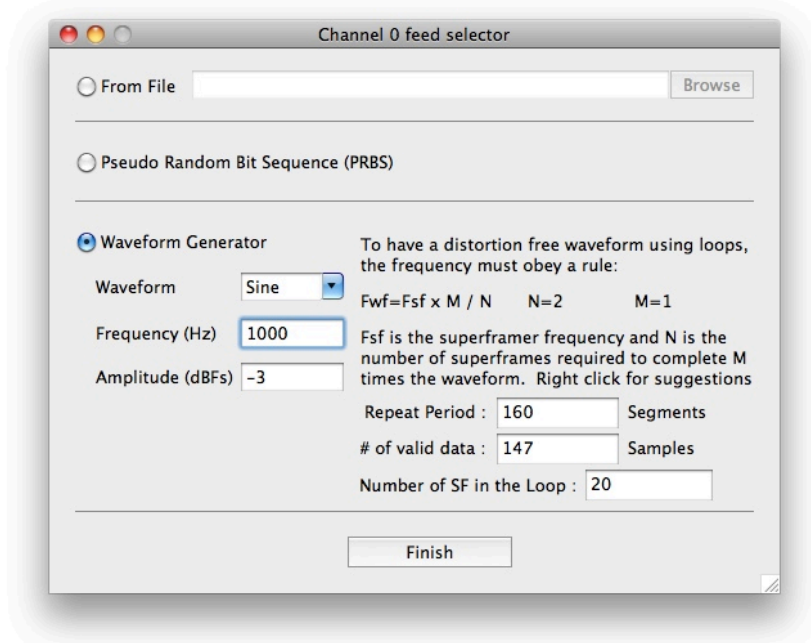 Channel 0 feed selector
From File
Browse
Pseudo Random Bit Sequence (PRBS)
Waveform Generator
Waveform Sine
Frequency (Hz) 1000
Amplitude (dBFs) -3
To have a distortion free waveform using loops,
the frequency must obey a rule:
Fwf=Fsf x M / N N=2 M=1
Fsf is the superframer frequency and N is the
number of superframes required to complete M
times the waveform. Right click for suggestions
Repeat Period : 160 Segments
# of valid data : 147 Samples
Number of SF in the Loop : 20
Finish